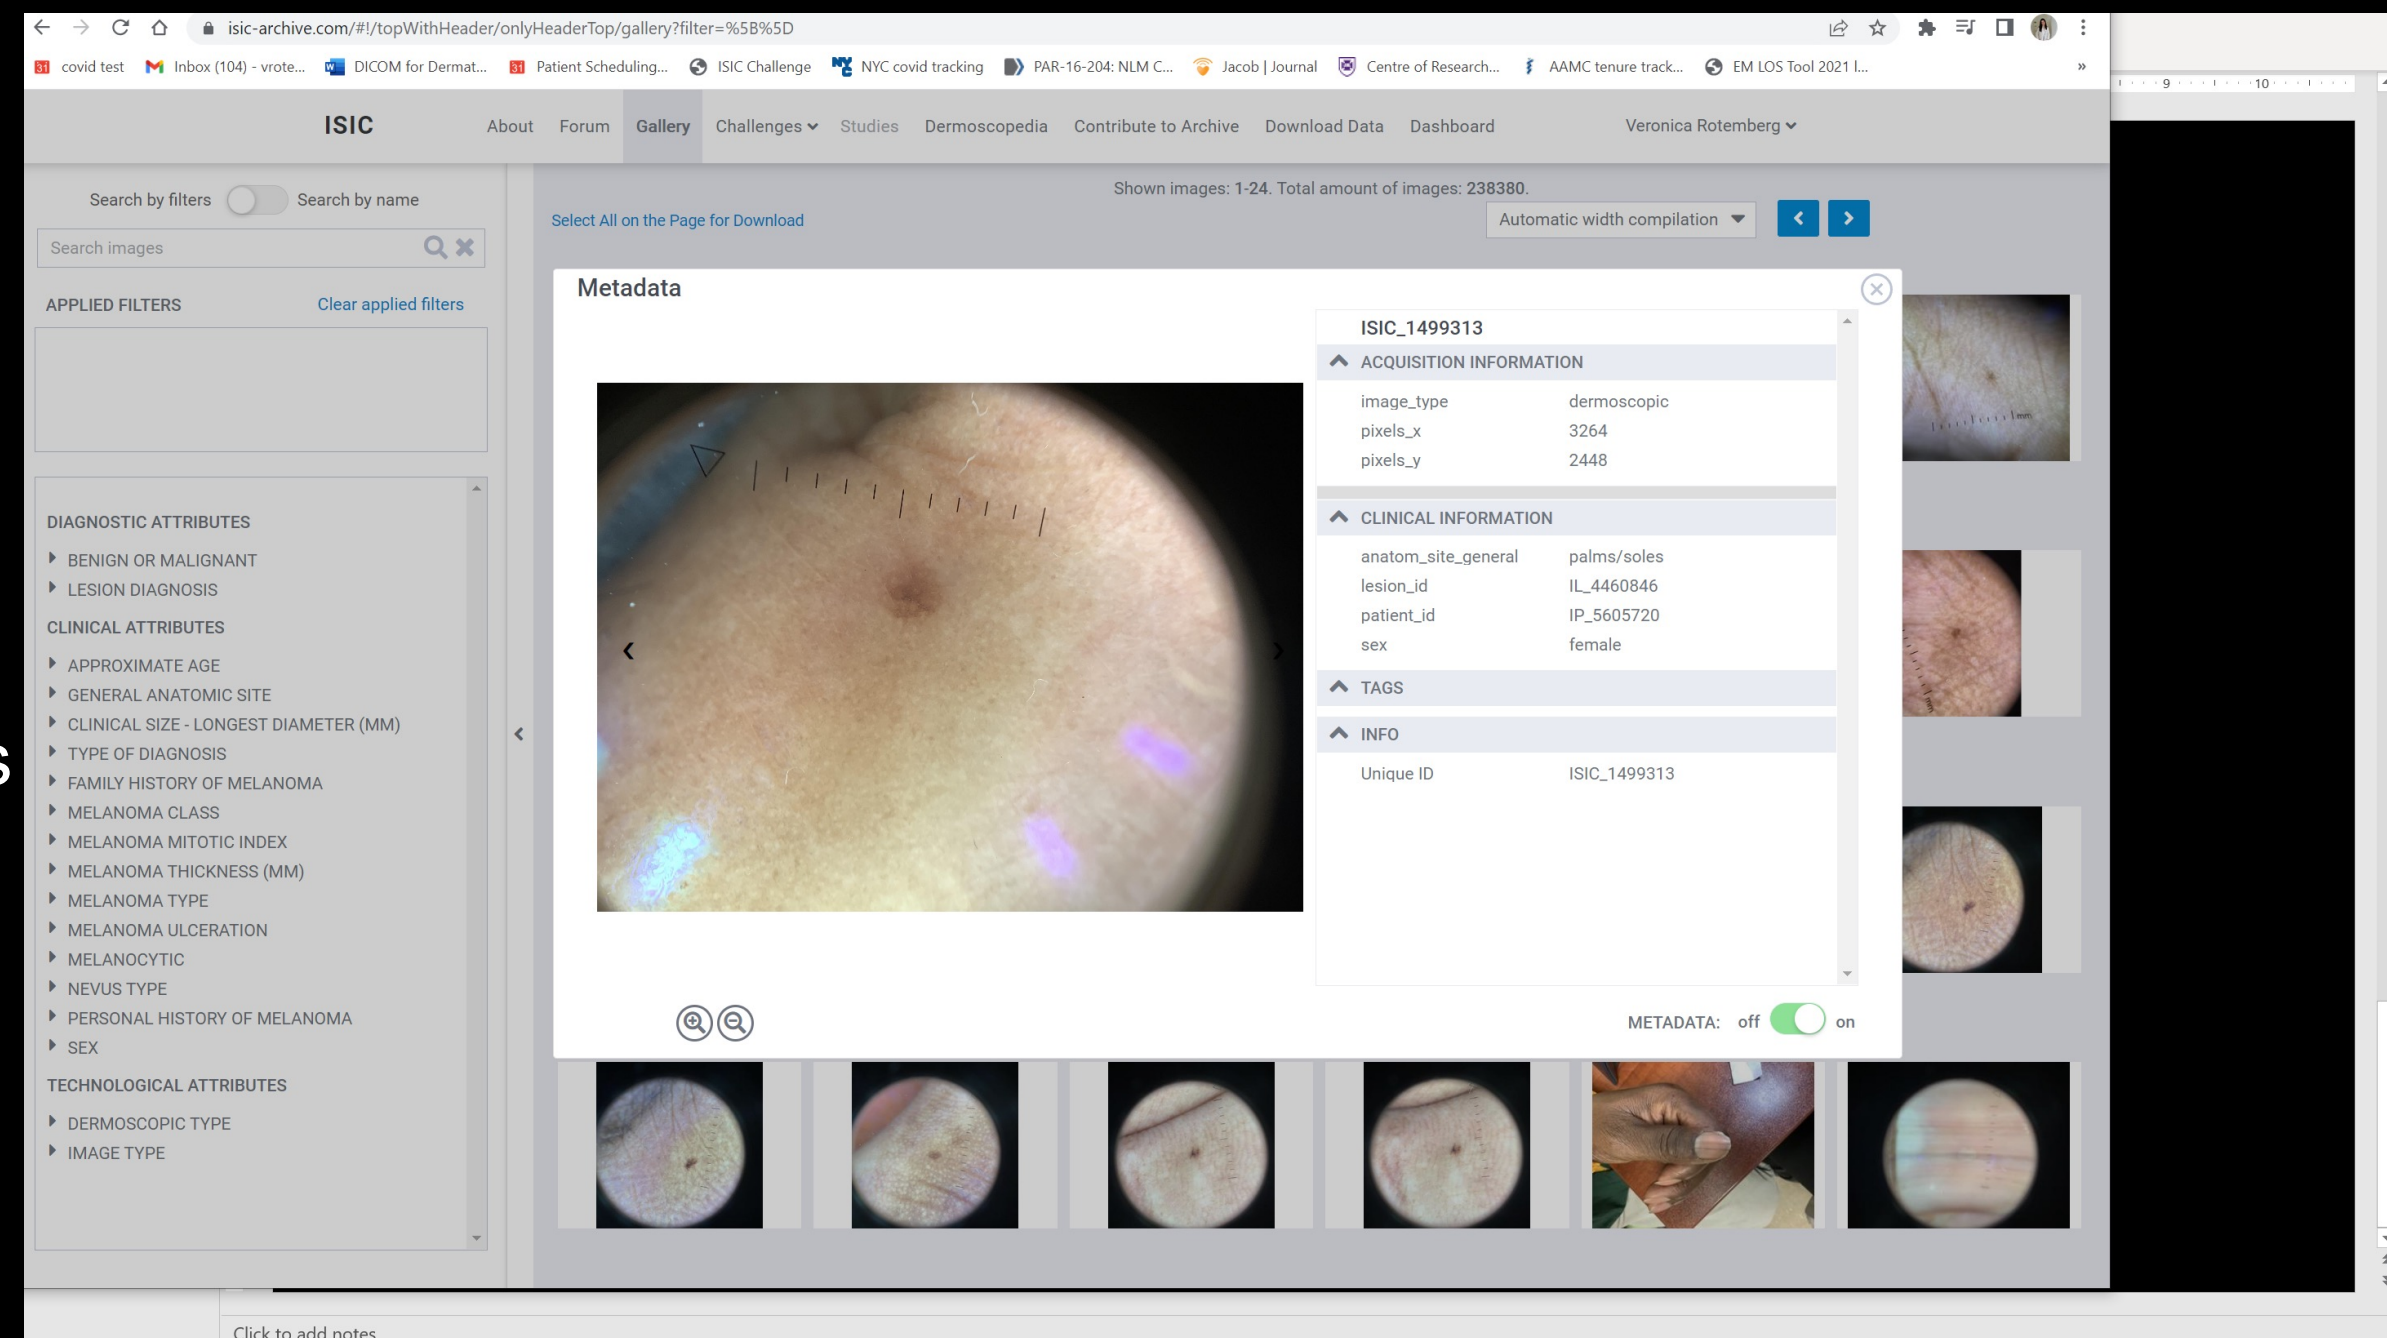 isic-archive.com/#!/topWithHeader/onlyHeaderTop/gallery?filter=%5B%5D
31 covid test M Inbox (104) - vrote... DICOM for Dermat... 31 Patient Scheduling... ISIC Challenge NYC NYC covid tracking PAR-16-204: NLM C... Jacob | Journal Centre of Research... AAMC tenure track... EM LOS Tool 2021 I... »
9 10
ISIC About Forum Gallery Challenges Studies Dermoscopedia Contribute to Archive Download Data Dashboard Veronica Rotemberg
Search by filters Search by name
Search images
APPLIED FILTERS Clear applied filters
DIAGNOSTIC ATTRIBUTES
BENIGN OR MALIGNANT
LESION DIAGNOSIS
CLINICAL ATTRIBUTES
APPROXIMATE AGE
GENERAL ANATOMIC SITE
CLINICAL SIZE - LONGEST DIAMETER (MM)
TYPE OF DIAGNOSIS
FAMILY HISTORY OF MELANOMA
MELANOMA CLASS
MELANOMA MITOTIC INDEX
MELANOMA THICKNESS (MM)
MELANOMA TYPE
MELANOMA ULCERATION
MELANOCYTIC
NEVUS TYPE
PERSONAL HISTORY OF MELANOMA
SEX
TECHNOLOGICAL ATTRIBUTES
DERMOSCOPIC TYPE
IMAGE TYPE
s
Shown images: 1-24. Total amount of images: 238380.
Select All on the Page for Download
Automatic width compilation
Metadata
ISIC_1499313
ACQUISITION INFORMATION
image_type dermoscopic
pixels_x 3264
pixels_y 2448
CLINICAL INFORMATION
anatom_site_general palms/soles
lesion_id IL_4460846
patient_id IP_5605720
sex female
TAGS
INFO
Unique ID ISIC_1499313
METADATA: off on
mm
mm
Click to add notes